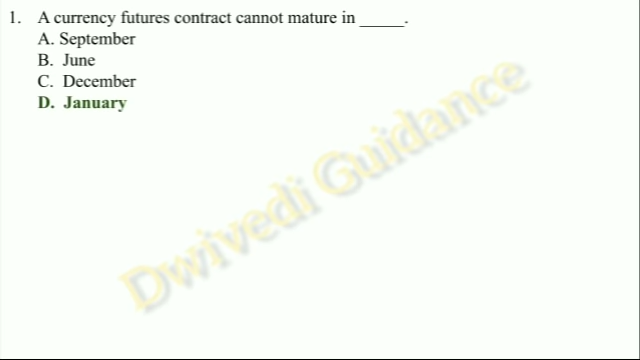 1. A currency futures contract cannot mature in _____.
A. September
B. June
C. December
D. January
Dwivedi Guidance